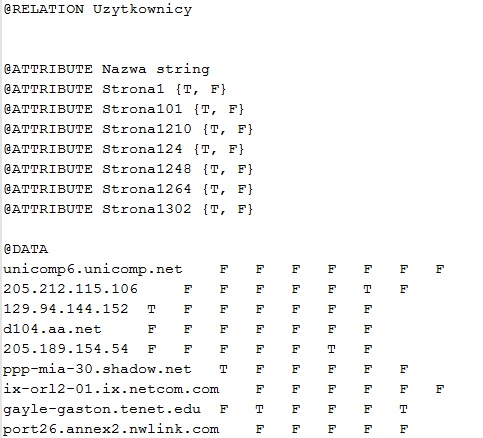 @RELATION Uzytkownicy
@ATTRIBUTE Nazwa string
@ATTRIBUTE Strona1 {T, F}
@ATTRIBUTE Strona101 {T, F}
@ATTRIBUTE Strona1210 {T, F}
@ATTRIBUTE Strona124 {T, F}
@ATTRIBUTE Strona1248 {T, F}
@ATTRIBUTE Strona1264 {T, F}
@ATTRIBUTE Strona1302 {T, F}
@DATA
unicomp6.unicomp.net F F F F F F F
205.212.115.106 F F F F F T F
129.94.144.152 T F F F F F F
d104.aa.net F F F F F F F
205.189.154.54 F F F F F T F
ppp-mia-30.shadow.net T F F F F F
ix-orl2-01.ix.netcom.com F F F F F F
gayle-gaston.tenet.edu F T F F F T
port26.annex2.nwlink.com F F F F F